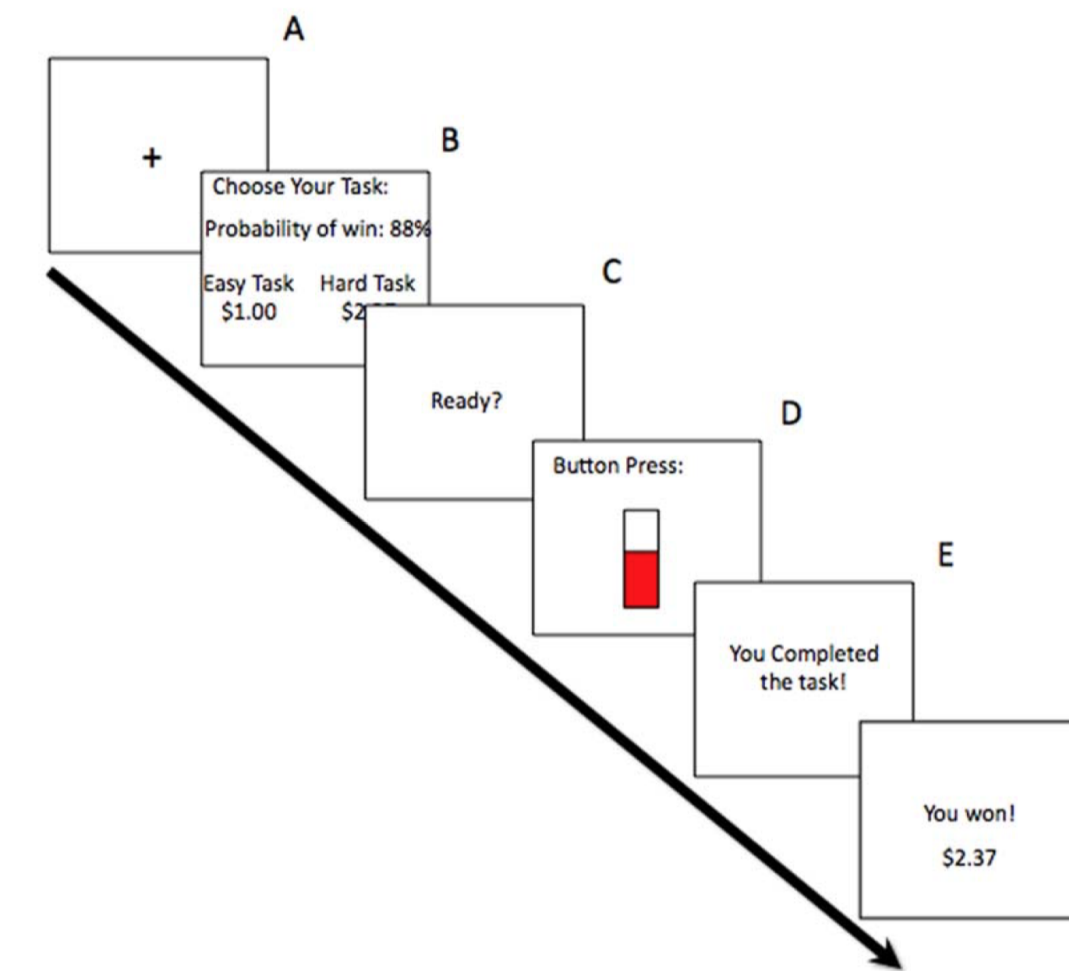 A
+
B
Choose Your Task:
Probability of win: 88%
Easy Task Hard Task
$1.00
C
Ready?
D
Button Press:
E
You Completed
the task!
You won!
$2.37